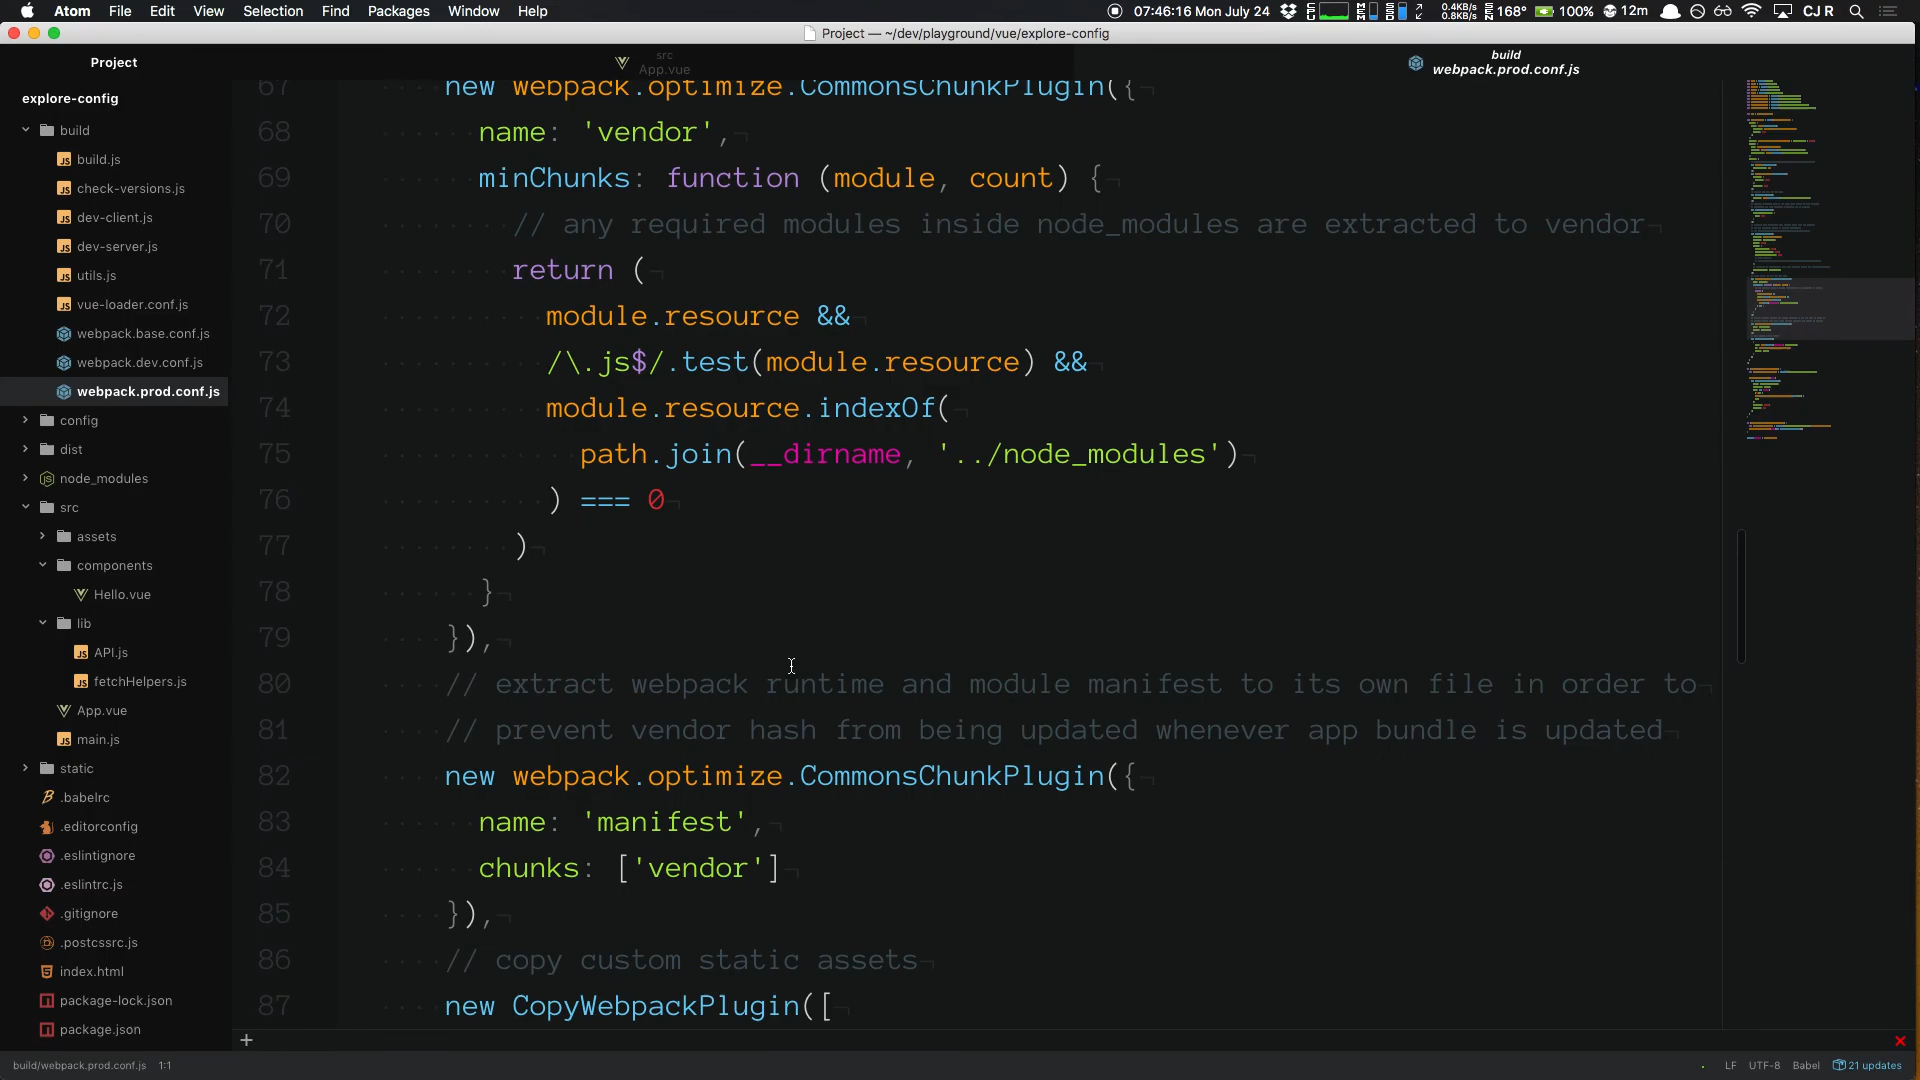 Atom File Edit View Selection Find Packages Window Help
07:46:16 Mon July 24
0.4KB/s
0.8KB/s
168° 100% 12m CJ R
Project — ~/dev/playground/vue/explore-config
Project
src
App.vue
build
webpack.prod.conf.js
explore-config
build
build.js
check-versions.js
dev-client.js
dev-server.js
utils.js
vue-loader.conf.js
webpack.base.conf.js
webpack.dev.conf.js
webpack.prod.conf.js
config
dist
node_modules
src
assets
components
Hello.vue
lib
API.js
fetchHelpers.js
App.vue
main.js
static
.babelrc
.editorconfig
.eslintignore
.eslintrc.js
.gitignore
.postcssrc.js
index.html
package-lock.json
package.json
67 new webpack.optimize.CommonsChunkPlugin({
68 name: 'vendor',
69 minChunks: function (module, count) {
70 // any required modules inside node_modules are extracted to vendor
71 return (
72 module.resource &&
73 /\.js$/.test(module.resource) &&
74 module.resource.indexOf(
75 path.join(__dirname, '../node_modules')
76 ) === 0
77 )
78 }
79 }),
80 // extract webpack runtime and module manifest to its own file in order to
81 // prevent vendor hash from being updated whenever app bundle is updated
82 new webpack.optimize.CommonsChunkPlugin({
83 name: 'manifest',
84 chunks: ['vendor']
85 }),
86 // copy custom static assets
87 new CopyWebpackPlugin([
+
build/webpack.prod.conf.js 1:1
LF UTF-8 Babel 21 updates